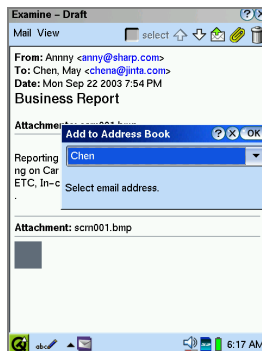 Examine – Draft
Mail View select
From: Annny <anny@sharp.com>
To: Chen, May <chena@jinta.com>
Date: Mon Sep 22 2003 7:54 PM
Business Report
Attachment: scrn01.bmp
Add to Address Book ? X OK
Reporting
Chen
ng on Car
ETC, In-c
Select email address.
.
Attachment: scrn01.bmp
abc 6:17 AM